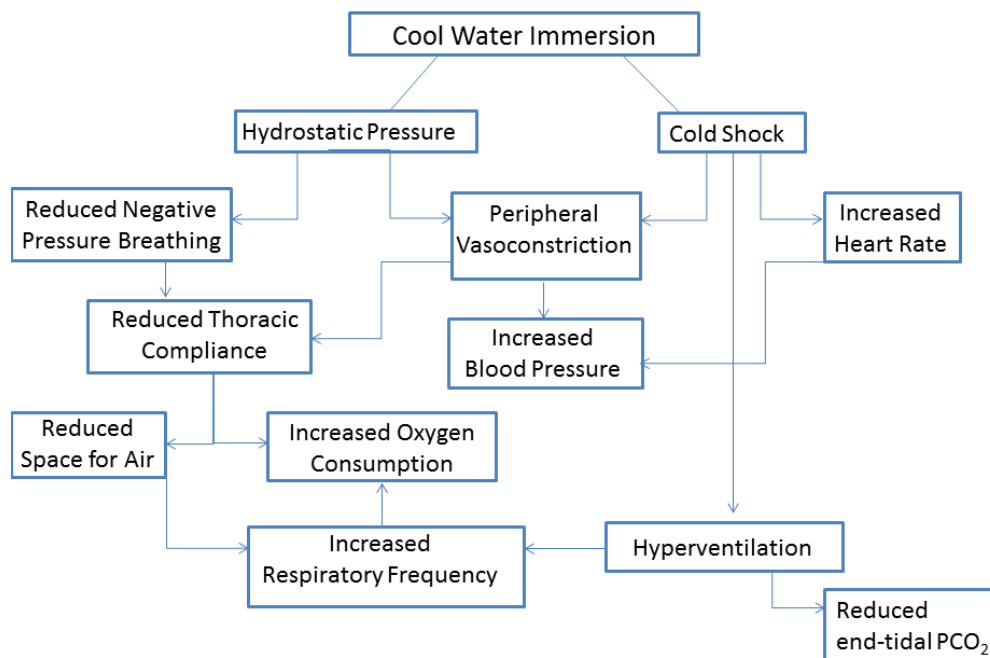 Cool Water Immersion
Hydrostatic Pressure
Cold Shock
Reduced Negative
Pressure Breathing
Peripheral
Vasoconstriction
Increased
Heart Rate
Reduced Thoracic
Compliance
Increased
Blood Pressure
Reduced
Space for Air
Increased Oxygen
Consumption
Increased
Respiratory Frequency
Hyperventilation
Reduced
end-tidal PCO₂